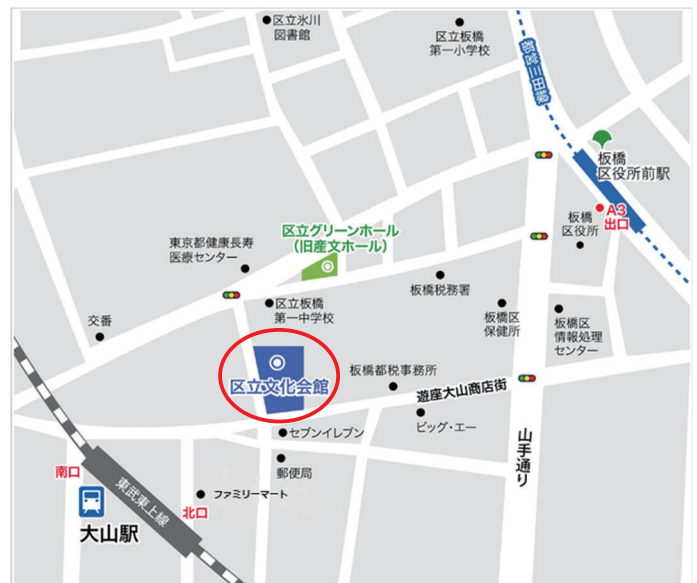 区立氷川
図書館
区立板橋
第一小学校
都営三田線
板橋
区役所前駅
A3
出口
板橋
区役所
区立グリーンホール
（旧産文ホール）
東京都健康長寿
医療センター
板橋税務署
区立板橋
第一中学校
板橋区
保健所
板橋区
情報処理
センター
交番
区立文化会館
板橋都税事務所
遊座大山商店街
ビッグ・エー
セブンイレブン
山手通り
郵便局
南口
東武東上線
ファミリーマート
北口
大山駅